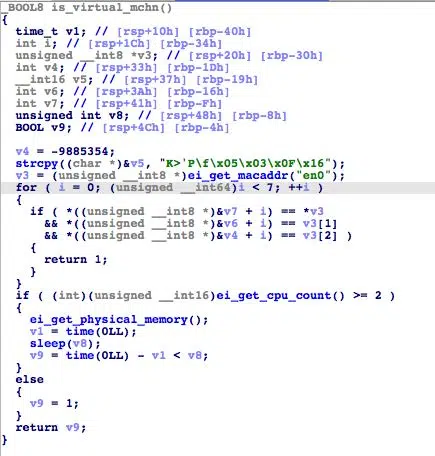 _BOOL8 is_virtual_mchn()
{
time_t v1; // [rsp+10h] [rbp-40h]
int i; // [rsp+1Ch] [rbp-34h]
unsigned __int8 *v3; // [rsp+20h] [rbp-30h]
int v4; // [rsp+33h] [rbp-1Dh]
__int16 v5; // [rsp+37h] [rbp-19h]
int v6; // [rsp+3Ah] [rbp-16h]
int v7; // [rsp+41h] [rbp-Fh]
unsigned int v8; // [rsp+48h] [rbp-8h]
BOOL v9; // [rsp+4Ch] [rbp-4h]
v4 = -9885354;
strcpy((char *)&v5, "K>'P\f\x05\x03\x0F\x16");
v3 = (unsigned __int8 *)ei_get_macaddr("en0");
for ( i = 0; (unsigned __int64)i < 7; ++i )
{
if ( *((unsigned __int8 *)&v7 + i) == *v3
&& *((unsigned __int8 *)&v6 + i) == v3[1]
&& *((unsigned __int8 *)&v4 + i) == v3[2] )
{
return 1;
}
}
if ( (int)(unsigned __int16)ei_get_cpu_count() >= 2 )
{
ei_get_physical_memory();
v1 = time(0LL);
sleep(v8);
v9 = time(0LL) - v1 < v8;
}
else
{
v9 = 1;
}
return v9;
}